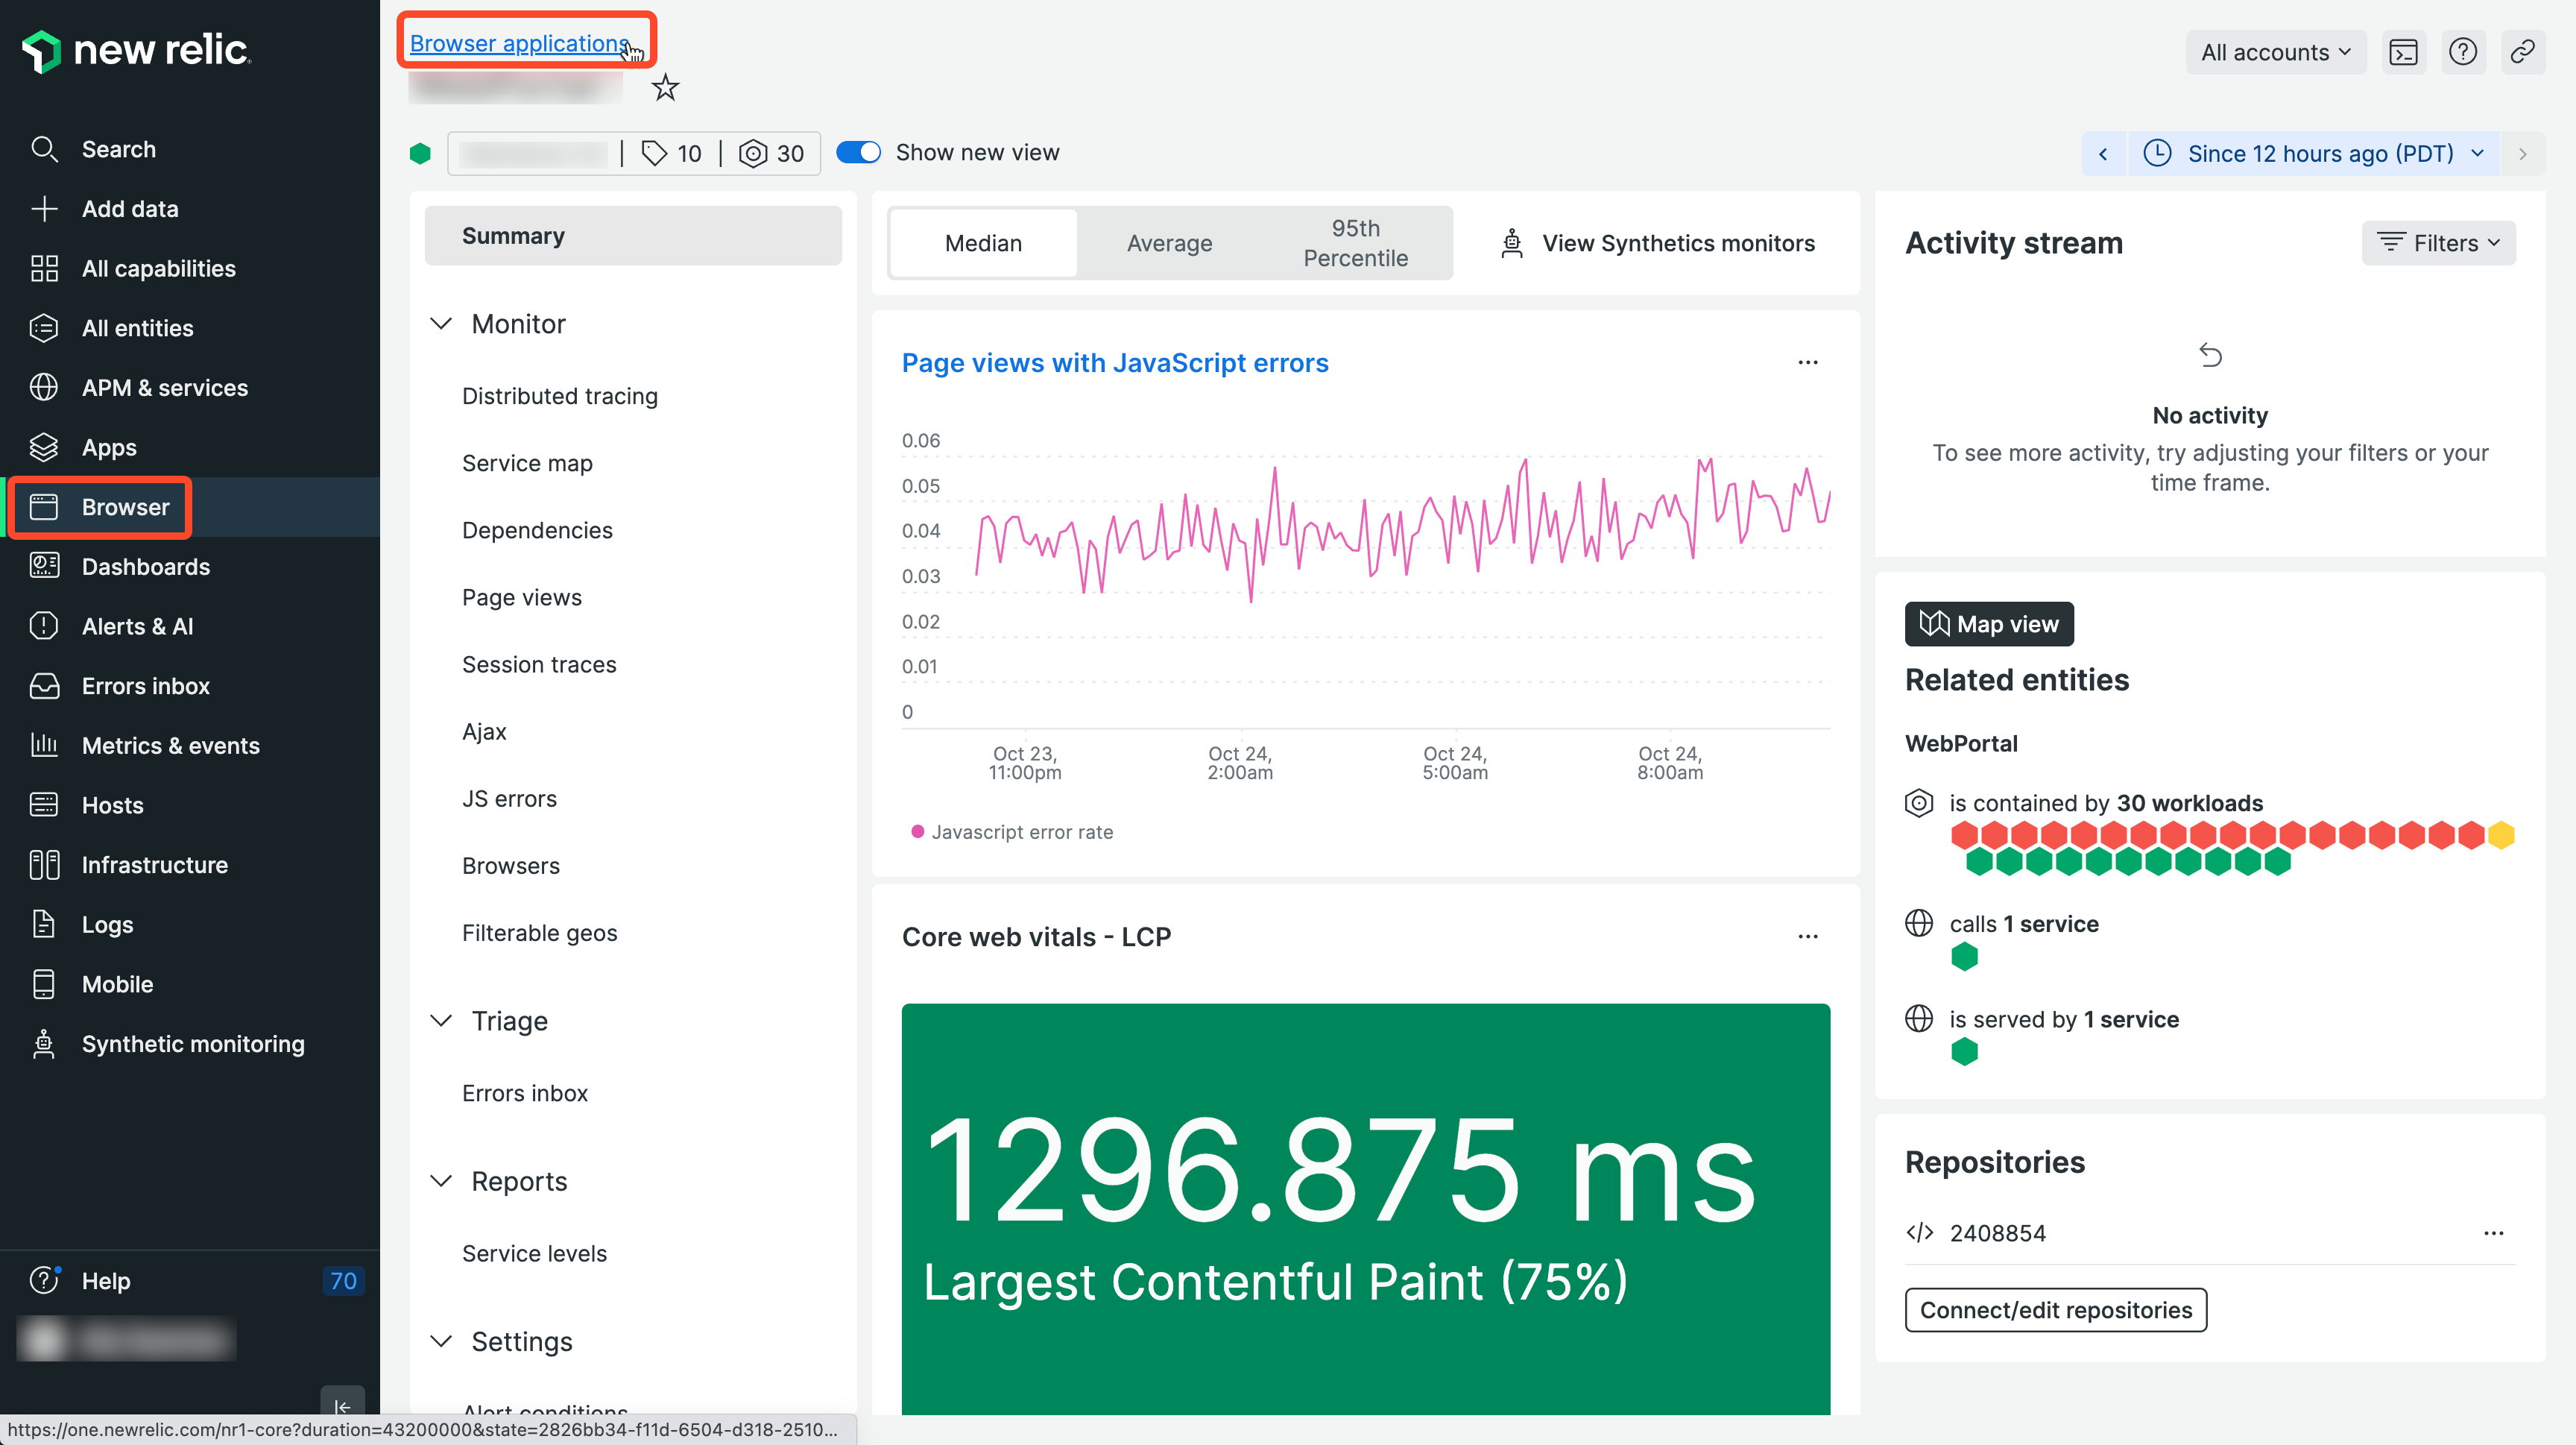 new relic
Search
Add data
All capabilities
All entities
APM & services
Apps
Browser
Dashboards
Alerts & AI
Errors inbox
Metrics & events
Hosts
Infrastructure
Logs
Mobile
Synthetic monitoring
Help 70
Browser applications
All accounts
10 | 30
Show new view
Since 12 hours ago (PDT)
Summary
Monitor
Distributed tracing
Service map
Dependencies
Page views
Session traces
Ajax
JS errors
Browsers
Filterable geos
Triage
Errors inbox
Reports
Service levels
Settings
Alert conditions
Median
Average
95th
Percentile
View Synthetics monitors
Page views with JavaScript errors
0.06
0.05
0.04
0.03
0.02
0.01
0
Oct 23,
11:00pm
Oct 24,
2:00am
Oct 24,
5:00am
Oct 24,
8:00am
Javascript error rate
Core web vitals - LCP
1296.875 ms
Largest Contentful Paint (75%)
Activity stream
Filters
No activity
To see more activity, try adjusting your filters or your
time frame.
Map view
Related entities
WebPortal
is contained by 30 workloads
calls 1 service
is served by 1 service
Repositories
</> 2408854
Connect/edit repositories
https://one.newrelic.com/nr1-core?duration=43200000&state=2826bb34-f11d-6504-d318-2510...